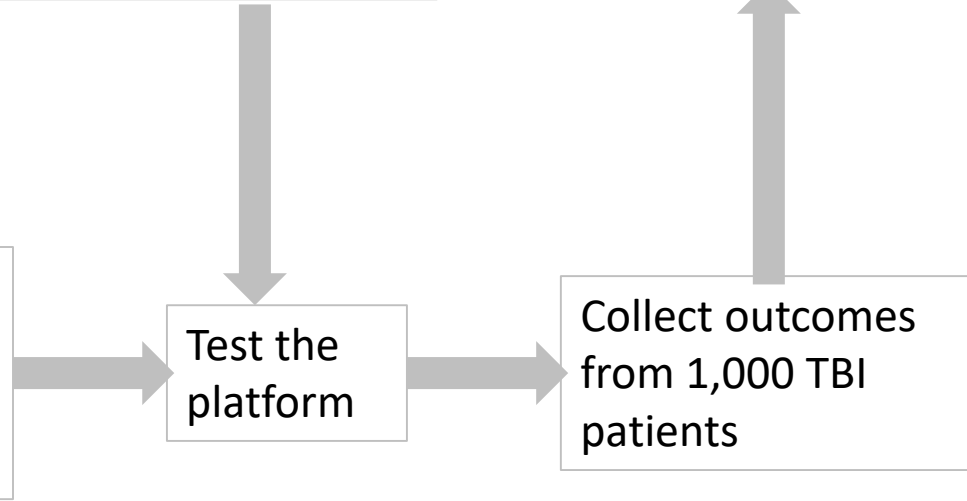 Test the
platform
Collect outcomes
from 1,000 TBI
patients